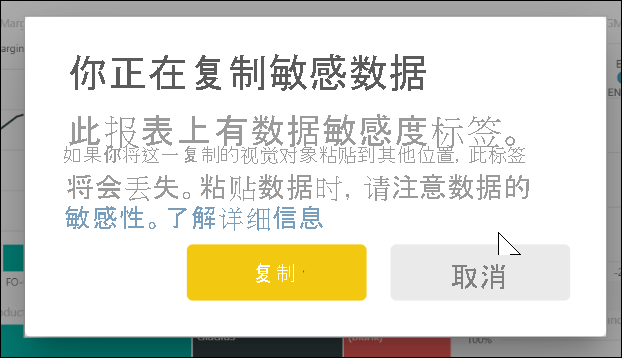 你正在复制敏感数据
此报表上有数据敏感度标签。
如果你将这一复制的视觉对象粘贴到其他位置, 此标签
将会丢失。粘贴数据时, 请注意数据的
敏感性。了解详细信息
复制
取消
FO-
100%